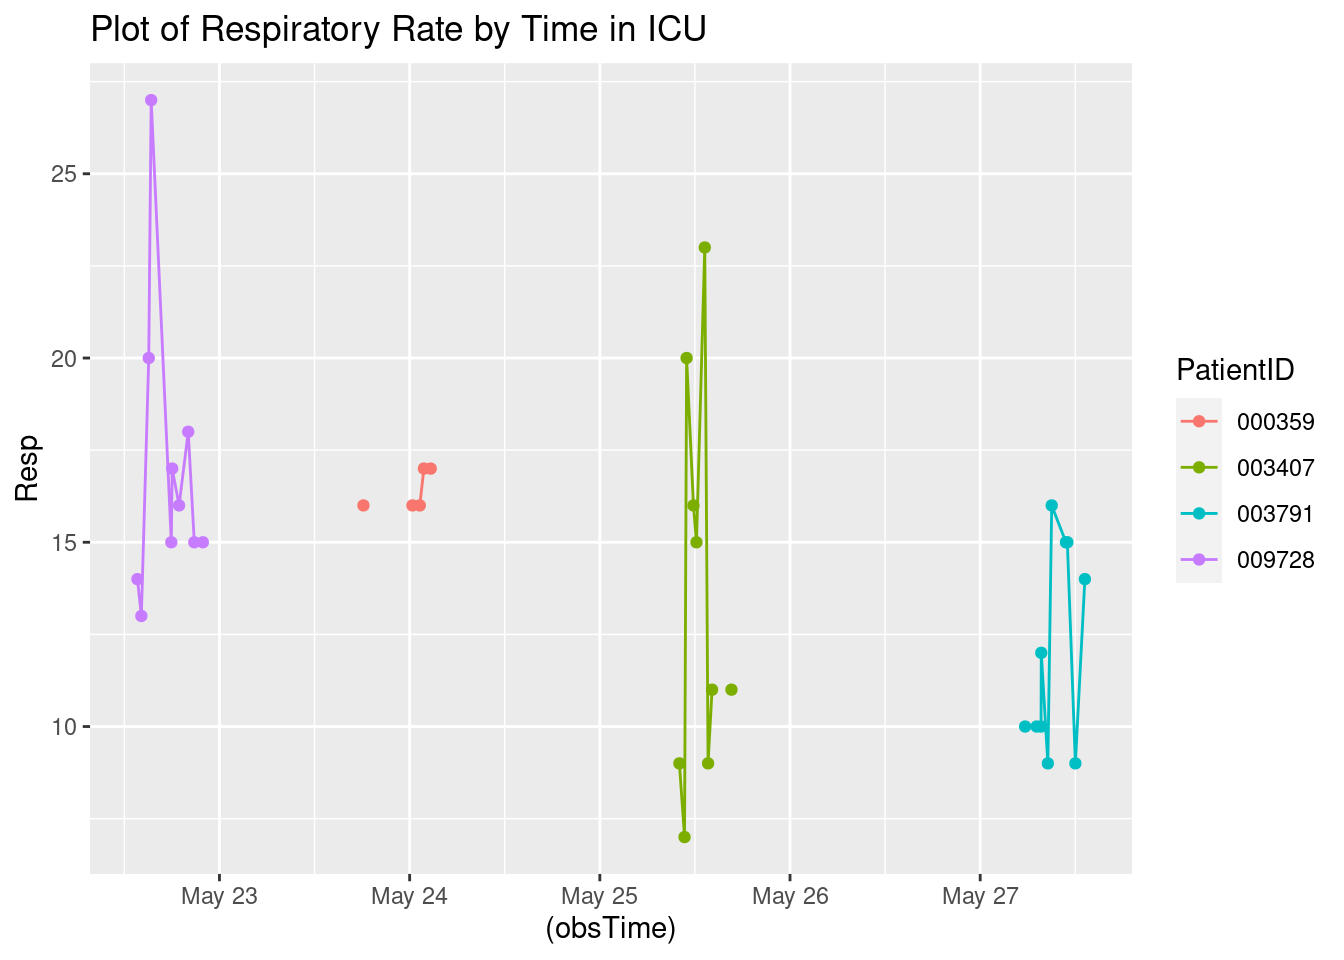 Plot of Respiratory Rate by Time in ICU
Resp
25
20
15
10
May 23
May 24
May 25
May 26
May 27
(obsTime)
PatientID
000359
003407
003791
009728